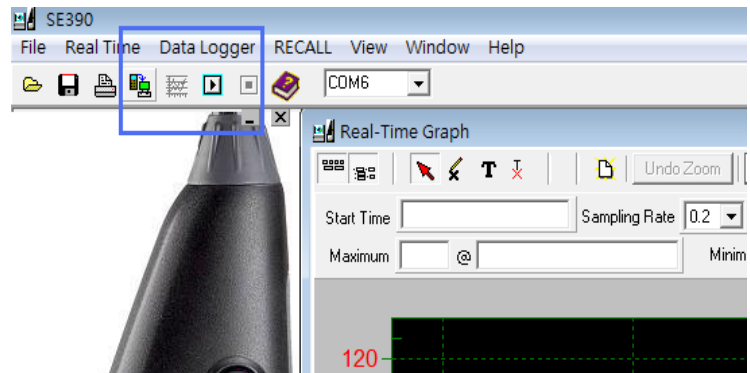 SE390
File Real Time Data Logger RECALL View Window Help
COM6
Real-Time Graph
T T Undo Zoom
Start Time Sampling Rate 0.2
Maximum @ Minim
120